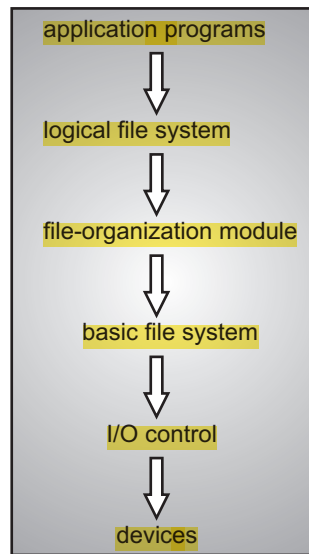 application programs
logical file system
file-organization module
basic file system
I/O control
devices